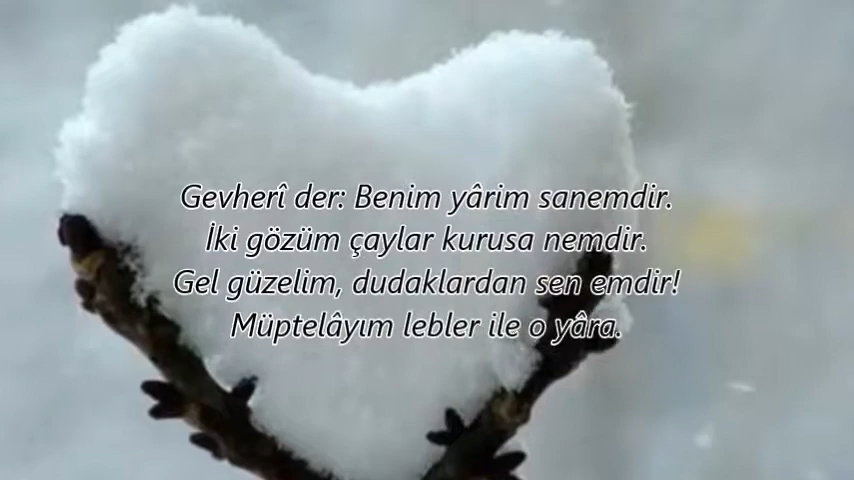 Gevherî der: Benim yârim sanemdir.
İki gözüm çaylar kurusa nemdir.
Gel güzelim, dudaklardan sen emdir!
Müptelâyım lebler ile o yâra.